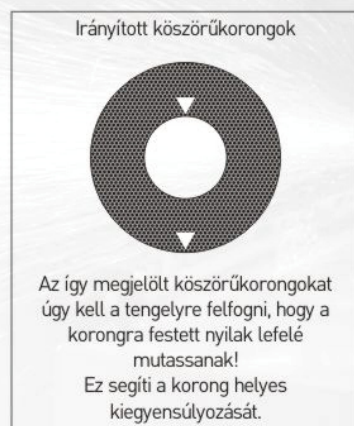 Irányított köszörűkorongok
Az így megjelölt köszörűkorongokat
úgy kell a tengelyre felfogni, hogy a
korongra festett nyilak lefelé
mutassanak!
Ez segíti a korong helyes
kiegyensúlyozását.